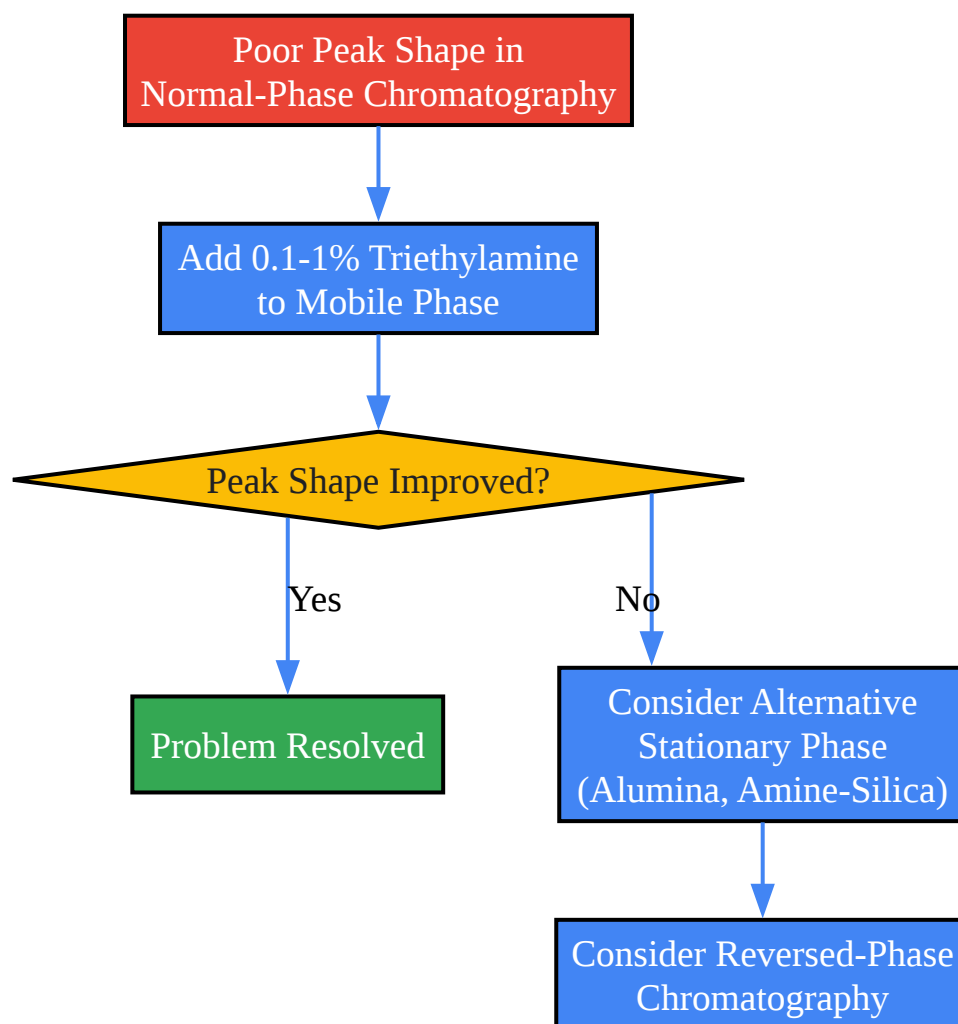 Poor Peak Shape in
Normal-Phase Chromatography
Add 0.1-1% Triethylamine
to Mobile Phase
Peak Shape Improved?
Yes
No
Problem Resolved
Consider Alternative
Stationary Phase
(Alumina, Amine-Silica)
Consider Reversed-Phase
Chromatography